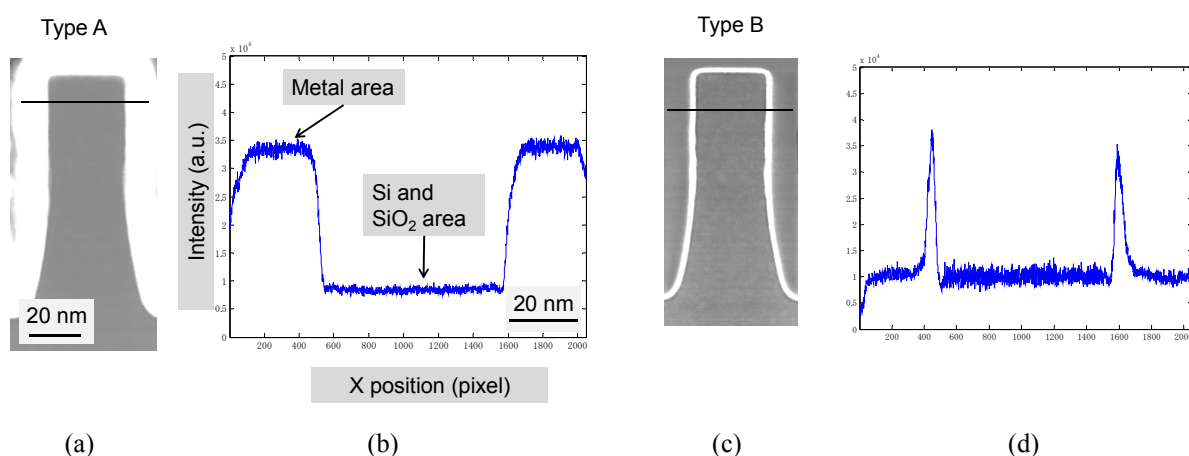 Type A
20 nm
(a)
x 10⁴
5
4.5
4
3.5
3
2.5
2
1.5
1
0.5
0
Intensity (a.u.)
Metal area
Si and
SiO₂ area
20 nm
200 400 600 800 1000 1200 1400 1600 1800 2000
X position (pixel)
(b)
Type B
(c)
x 10⁴
5
4.5
4
3.5
3
2.5
2
1.5
1
0.5
0
200 400 600 800 1000 1200 1400 1600 1800 2000
(d)